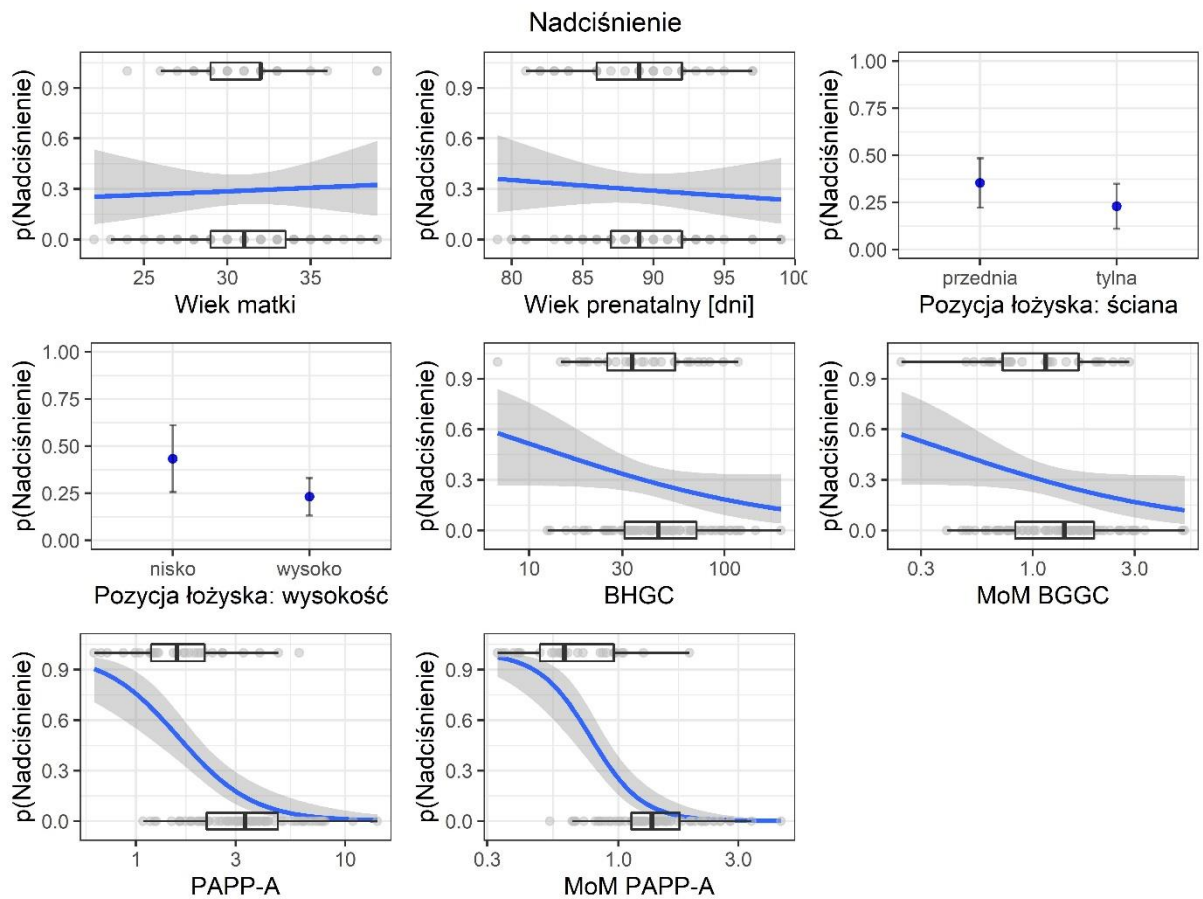 Nadciśnienie
p(Nadciśnienie)
0.9
0.6
0.3
0.0
25 30 35
Wiek matki
p(Nadciśnienie)
0.9
0.6
0.3
0.0
80 85 90 95 100
Wiek prenatalny [dni]
p(Nadciśnienie)
1.00
0.75
0.50
0.25
0.00
przednia tylna
Pozycja łożyska: ściana
p(Nadciśnienie)
1.00
0.75
0.50
0.25
0.00
nisko wysoko
Pozycja łożyska: wysokość
p(Nadciśnienie)
0.9
0.6
0.3
0.0
10 30 100
BHGC
p(Nadciśnienie)
0.9
0.6
0.3
0.0
0.3 1.0 3.0
MoM BGGC
p(Nadciśnienie)
0.9
0.6
0.3
0.0
1 3 10
PAPP-A
p(Nadciśnienie)
0.9
0.6
0.3
0.0
0.3 1.0 3.0
MoM PAPP-A